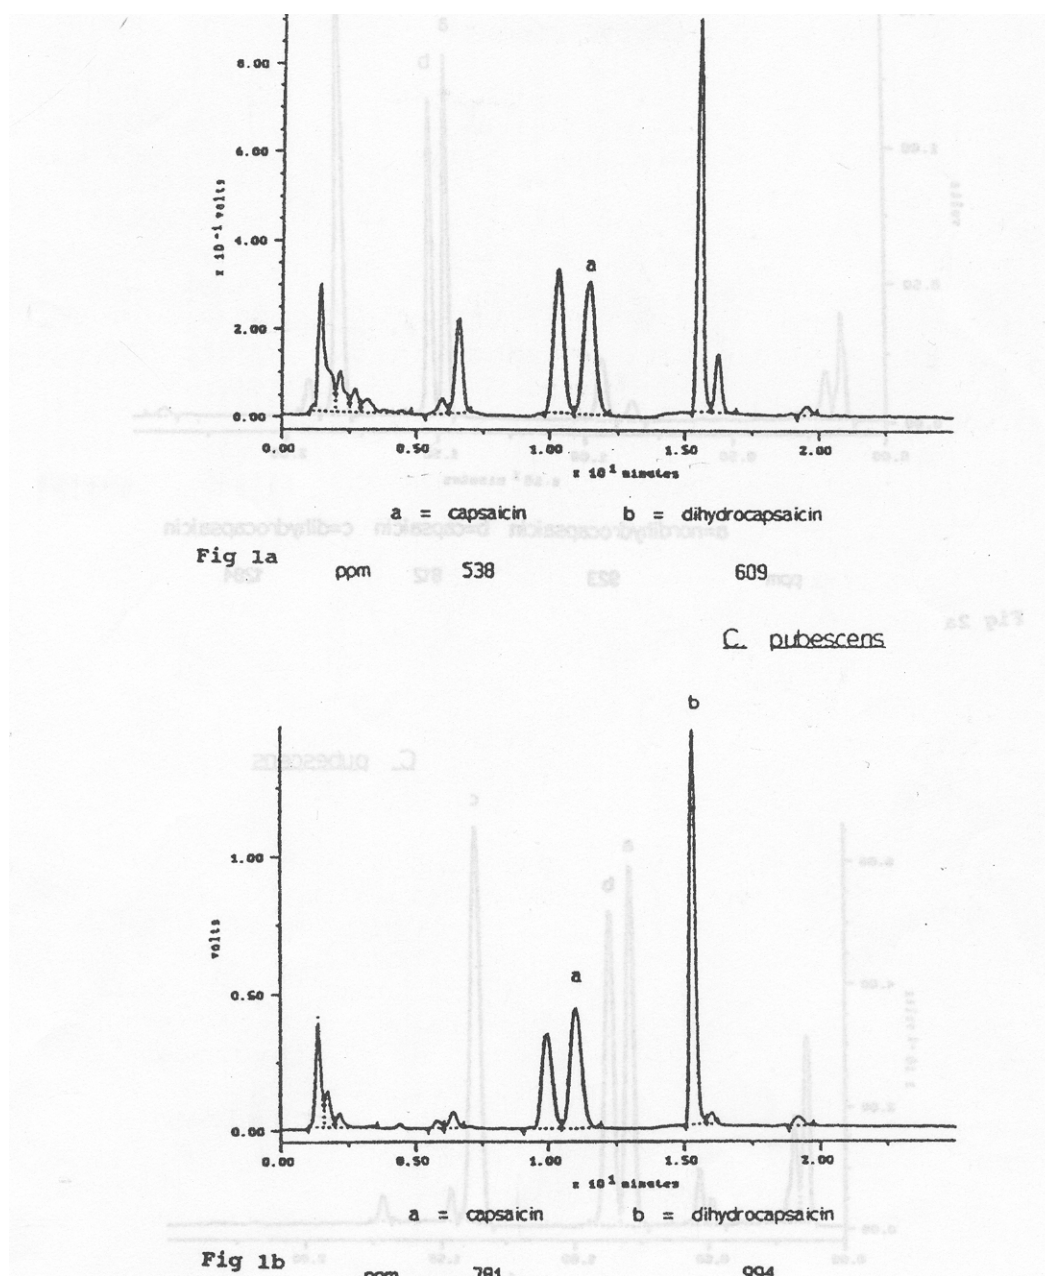 8.00
6.00
x 10⁻¹ volts
4.00
a
2.00
0.00
0.00 0.50 1.00 1.50 2.00
x 10¹ minutes
a = capsaicin b = dihydrocapsaicin
Fig 1a
ppm 538 609
C. pubescens
b
1.00
volts
a
0.50
0.00
0.00 0.50 1.00 1.50 2.00
x 10¹ minutes
a = capsaicin b = dihydrocapsaicin
Fig 1b
ppm 781 994